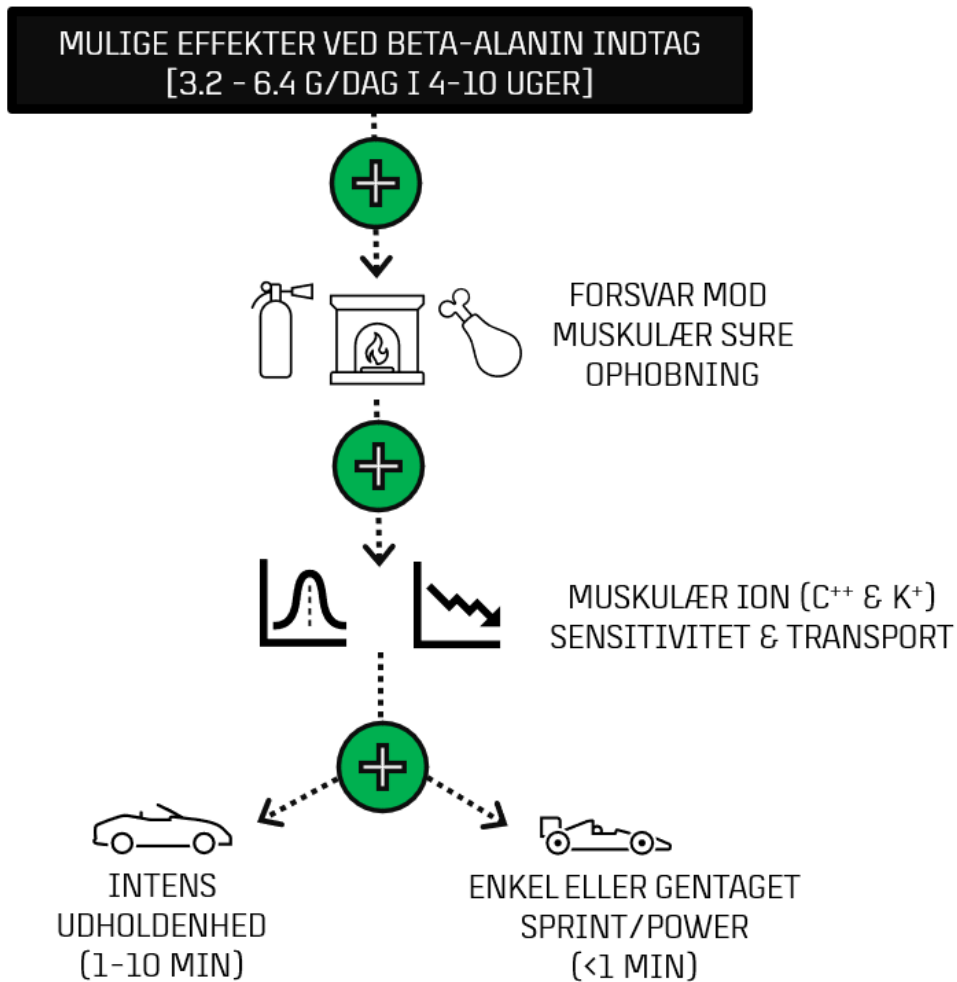 MULIGE EFFEKTER VED BETA-ALANIN INDTAG
[3.2 - 6.4 G/DAG I 4-10 UGER]
FORSVAR MOD
MUSKULÆR SYRE
OPHOBNING
MUSKULÆR ION (C⁺⁺ & K⁺)
SENSITIVITET & TRANSPORT
INTENS
UDHOLDENHED
(1-10 MIN)
ENKEL ELLER GENTAGET
SPRINT/POWER
(<1 MIN)